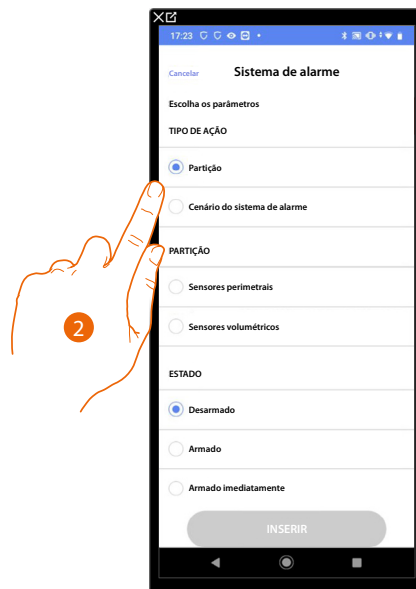 17:23
Cancelar Sistema de alarme
Escolha os parâmetros
TIPO DE AÇÃO
Partição
Cenário do sistema de alarme
PARTIÇÃO
Sensores perimetrais
Sensores volumétricos
2
ESTADO
Desarmado
Armado
Armado imediatamente
INSERIR